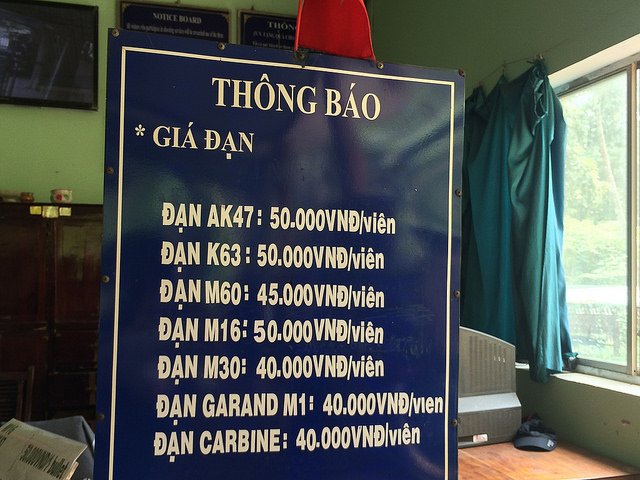 NOTICE BOARD
THÔNG BÁO
* GIÁ ĐẠN
ĐẠN AK47: 50.000VNĐ/viên
ĐẠN K63: 50.000VNĐ/viên
ĐẠN M60: 45.000VNĐ/viên
ĐẠN M16: 50.000VNĐ/viên
ĐẠN M30: 40.000VNĐ/viên
ĐẠN GARAND M1: 40.000VNĐ/vien
ĐẠN CARBINE: 40.000VNĐ/viên